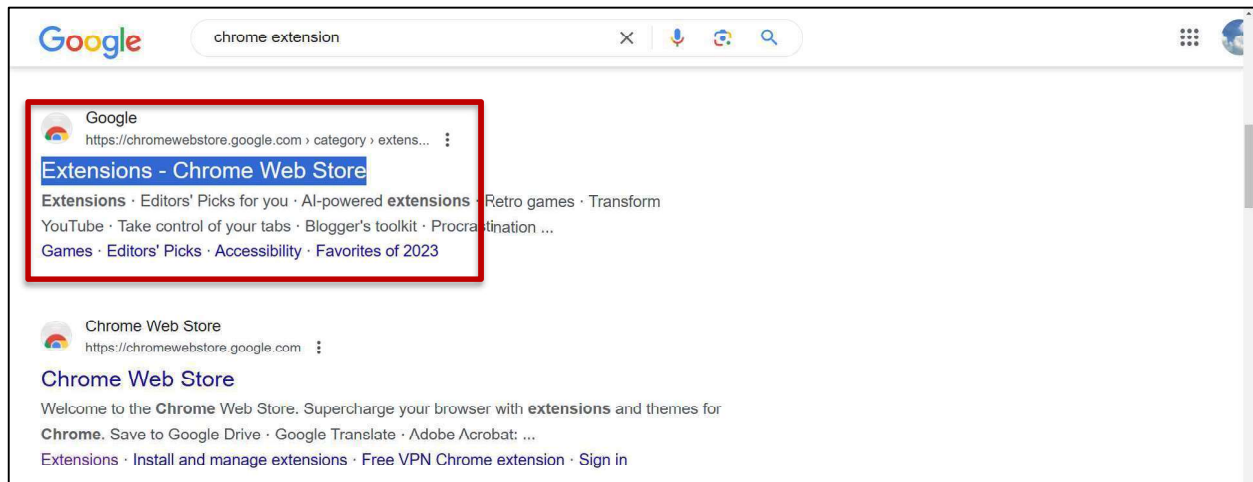 Google
chrome extension
Google
https://chromewebstore.google.com › category › extens...
Extensions - Chrome Web Store
Extensions · Editors' Picks for you · AI-powered extensions · Retro games · Transform
YouTube · Take control of your tabs · Blogger's toolkit · Procrastination ...
Games · Editors' Picks · Accessibility · Favorites of 2023
Chrome Web Store
https://chromewebstore.google.com
Chrome Web Store
Welcome to the Chrome Web Store. Supercharge your browser with extensions and themes for
Chrome. Save to Google Drive · Google Translate · Adobe Acrobat: ...
Extensions · Install and manage extensions · Free VPN Chrome extension · Sign in